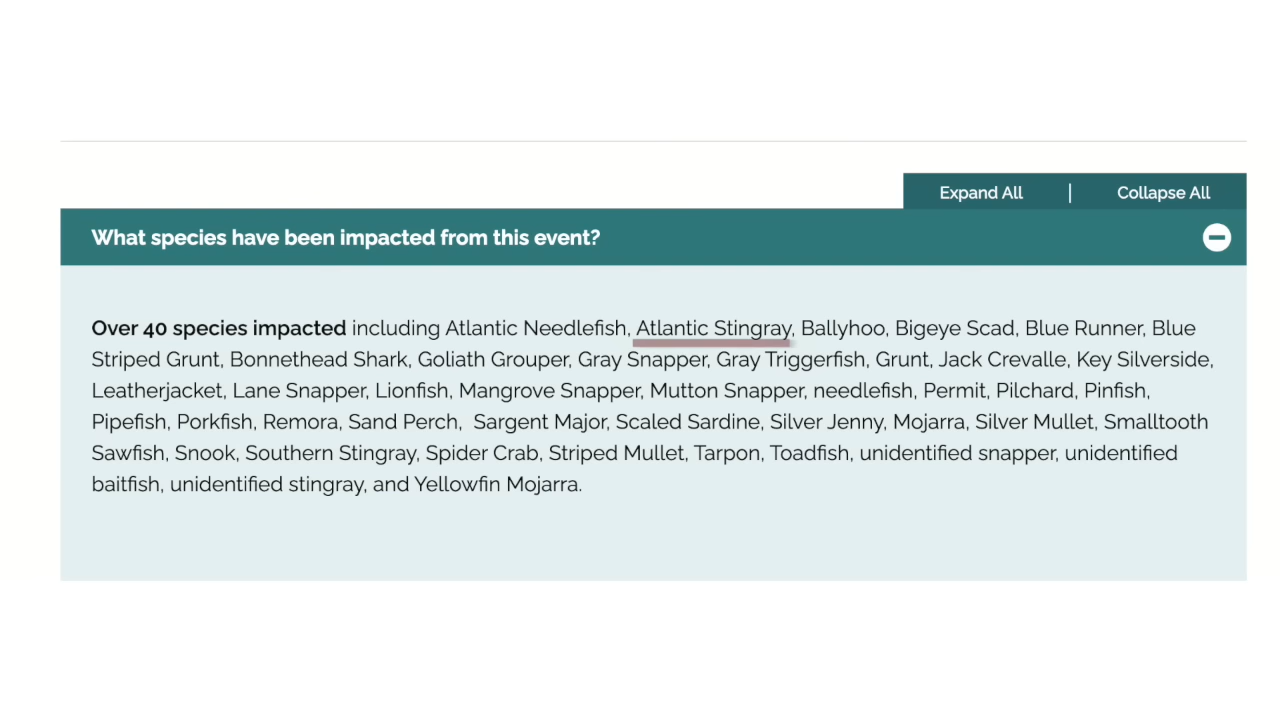 Expand All | Collapse All
What species have been impacted from this event?
Over 40 species impacted including Atlantic Needlefish, Atlantic Stingray, Ballyhoo, Bigeye Scad, Blue Runner, Blue
Striped Grunt, Bonnethead Shark, Goliath Grouper, Gray Snapper, Gray Triggerfish, Grunt, Jack Crevalle, Key Silverside,
Leatherjacket, Lane Snapper, Lionfish, Mangrove Snapper, Mutton Snapper, needlefish, Permit, Pilchard, Pinfish,
Pipefish, Porkfish, Remora, Sand Perch, Sargent Major, Scaled Sardine, Silver Jenny, Mojarra, Silver Mullet, Smalltooth
Sawfish, Snook, Southern Stingray, Spider Crab, Striped Mullet, Tarpon, Toadfish, unidentified snapper, unidentified
baitfish, unidentified stingray, and Yellowfin Mojarra.